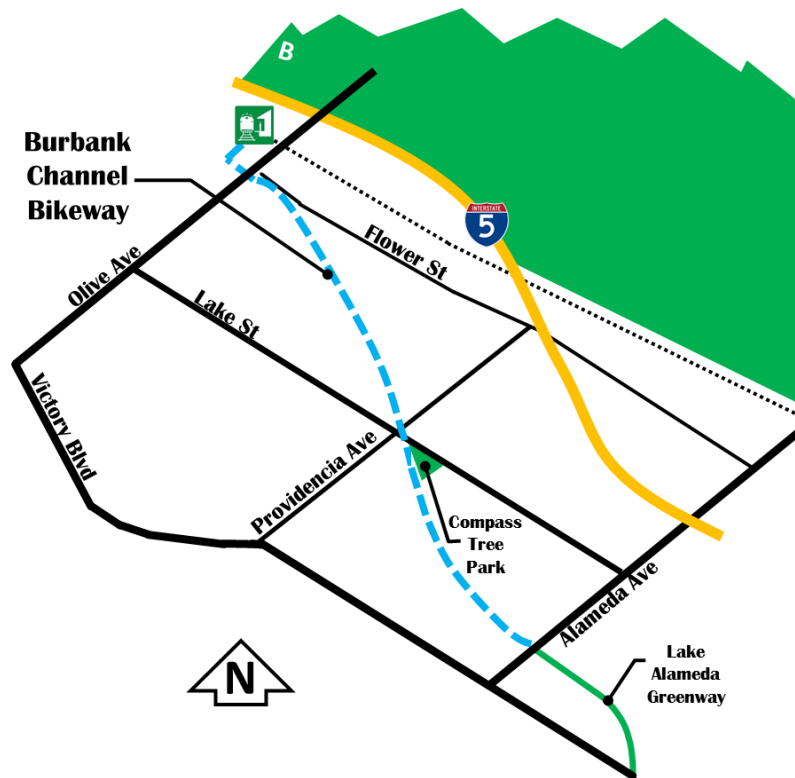 B
Burbank
Channel
Bikeway
INTERSTATE
5
Flower St
Olive Ave
Lake St
Victory Blvd
Providencia Ave
Compass
Tree
Park
Alameda Ave
Lake
Alameda
Greenway
N